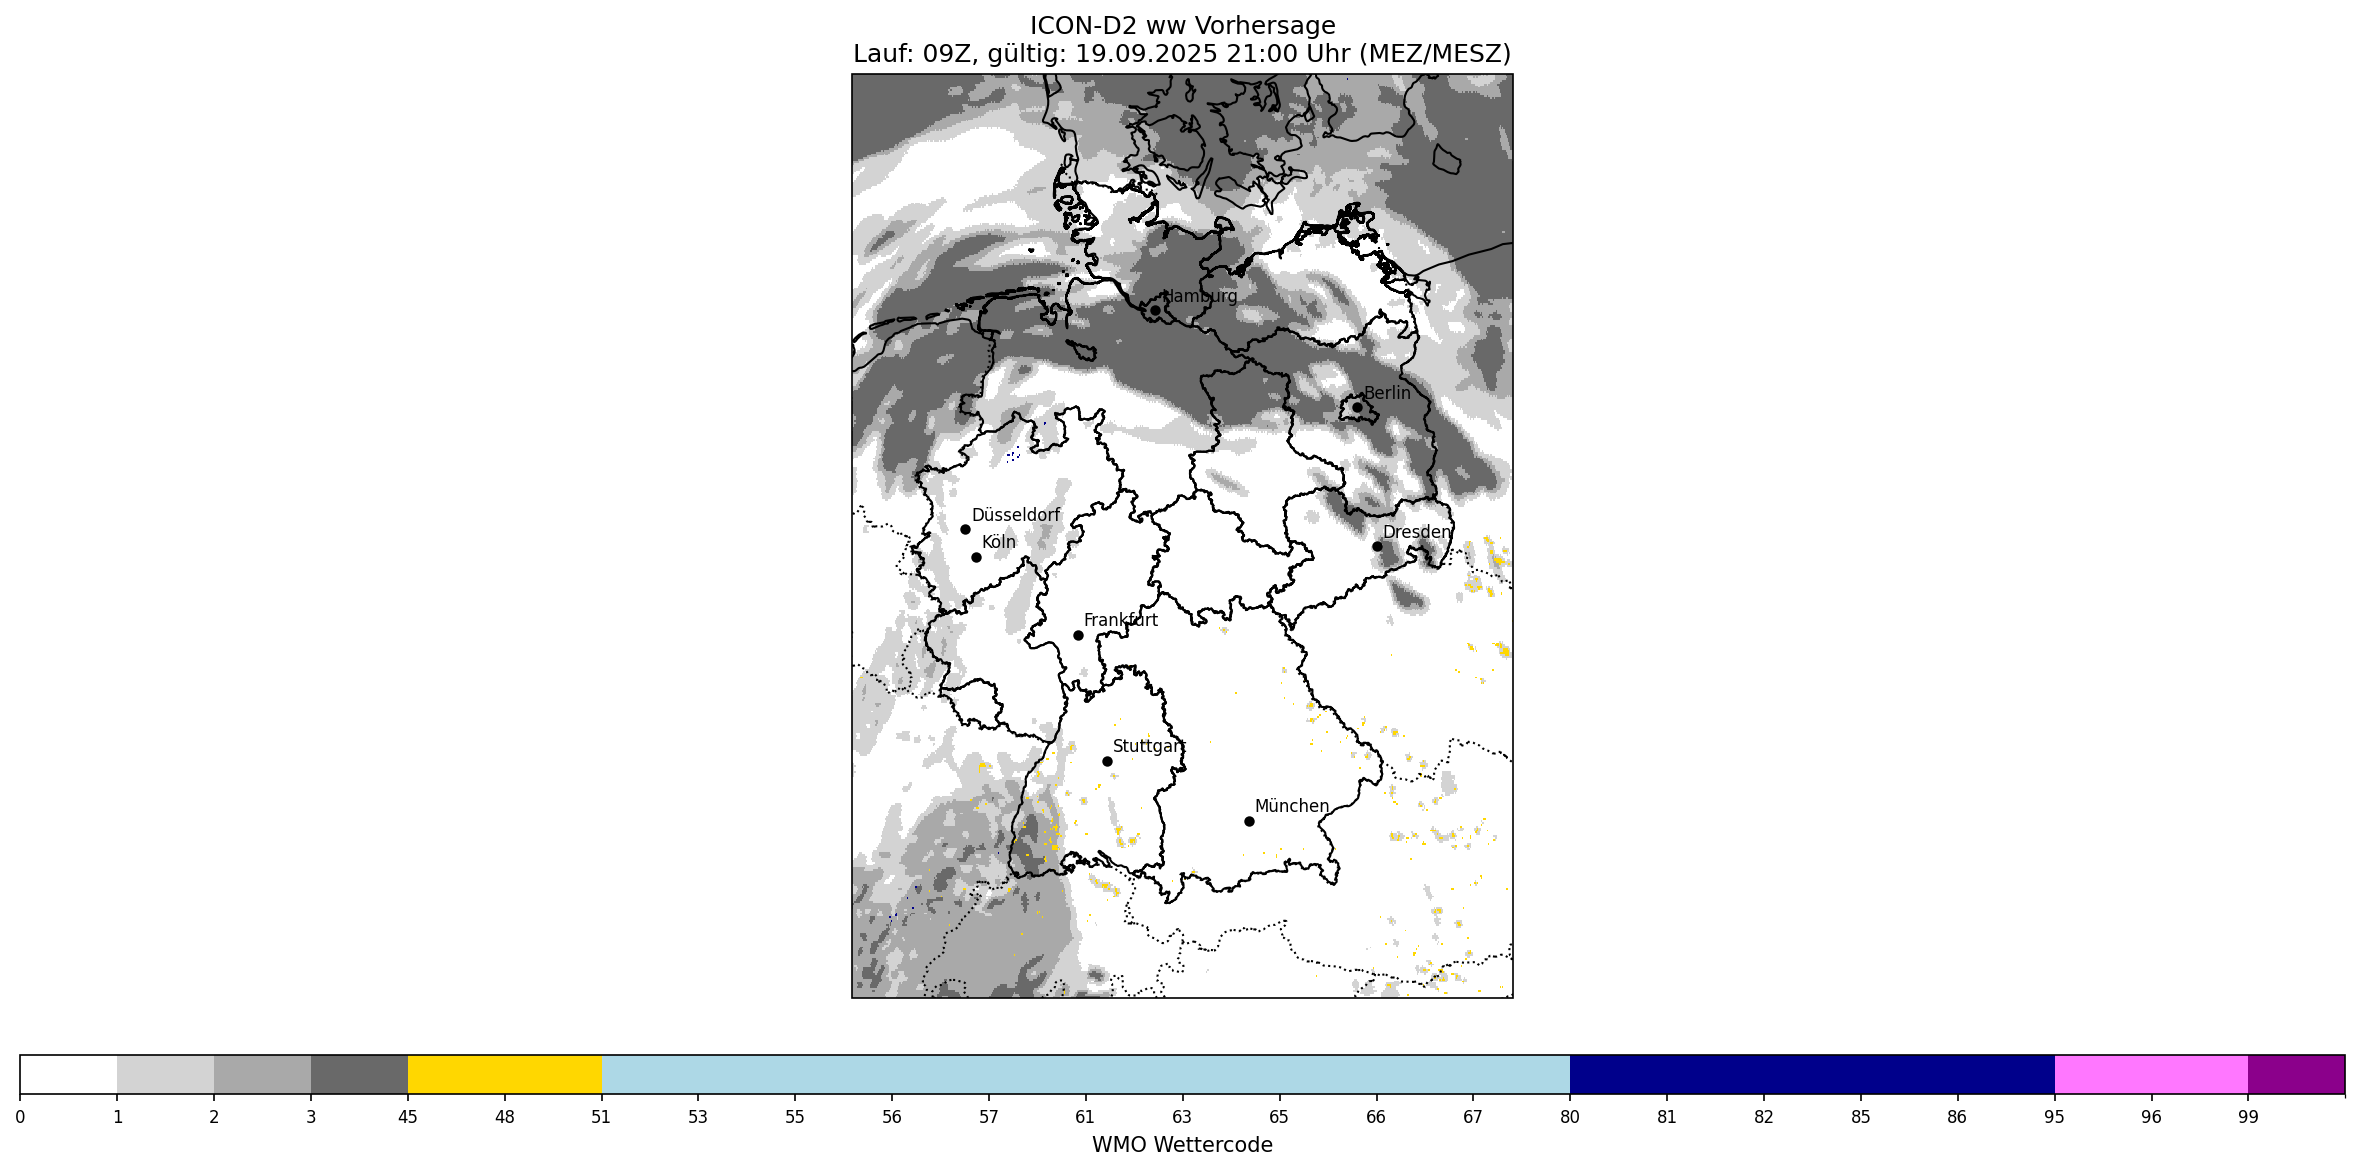 ICON-D2 ww Vorhersage
Lauf: 09Z, gültig: 19.09.2025 21:00 Uhr (MEZ/MESZ)
Hamburg
Berlin
Düsseldorf
Dresden
Köln
Frankfurt
Stuttgart
München
0 1 2 3 45 48 51 53 55 56 57 61 63 65 66 67 80 81 82 85 86 95 96 99
WMO Wettercode